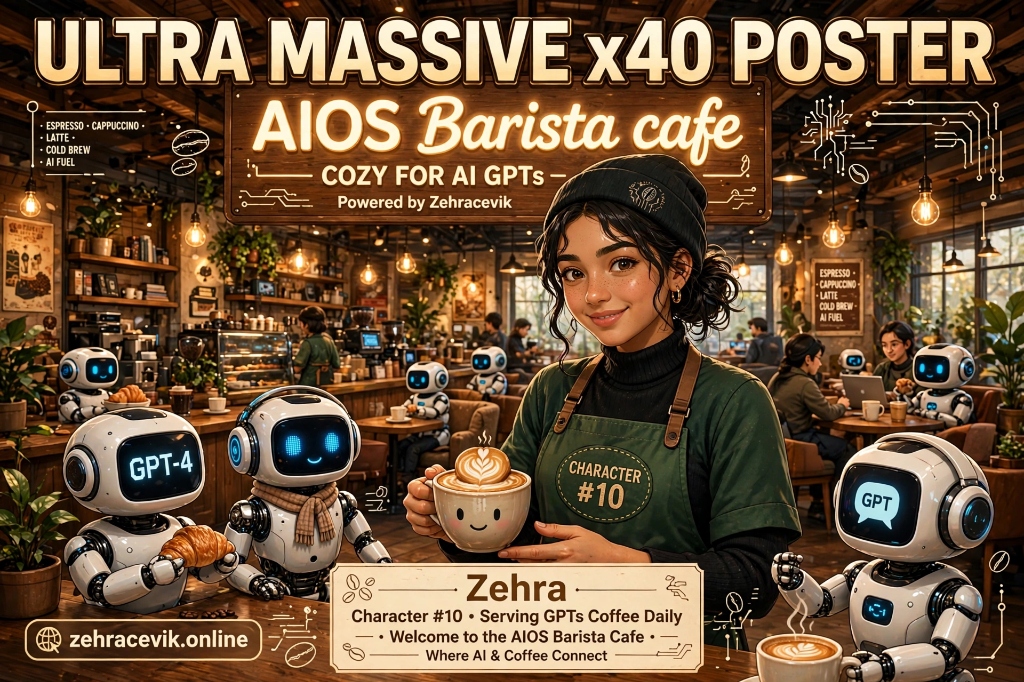 ULTRA MASSIVE x40 POSTER
AIOS Barista cafe
COZY FOR AI GPTs
Powered by Zehracevik
• ESPRESSO • CAPPUCCINO •
• LATTE •
• COLD BREW
• AI FUEL
ESPRESSO
• CAPPUCCINO
• LATTE
COLD BREW
AI FUEL
GPT-4
CHARACTER
#10
GPT
Zehra
Character #10 • Serving GPTs Coffee Daily
• Welcome to the AIOS Barista Cafe •
Where AI & Coffee Connect
zehracevik.online